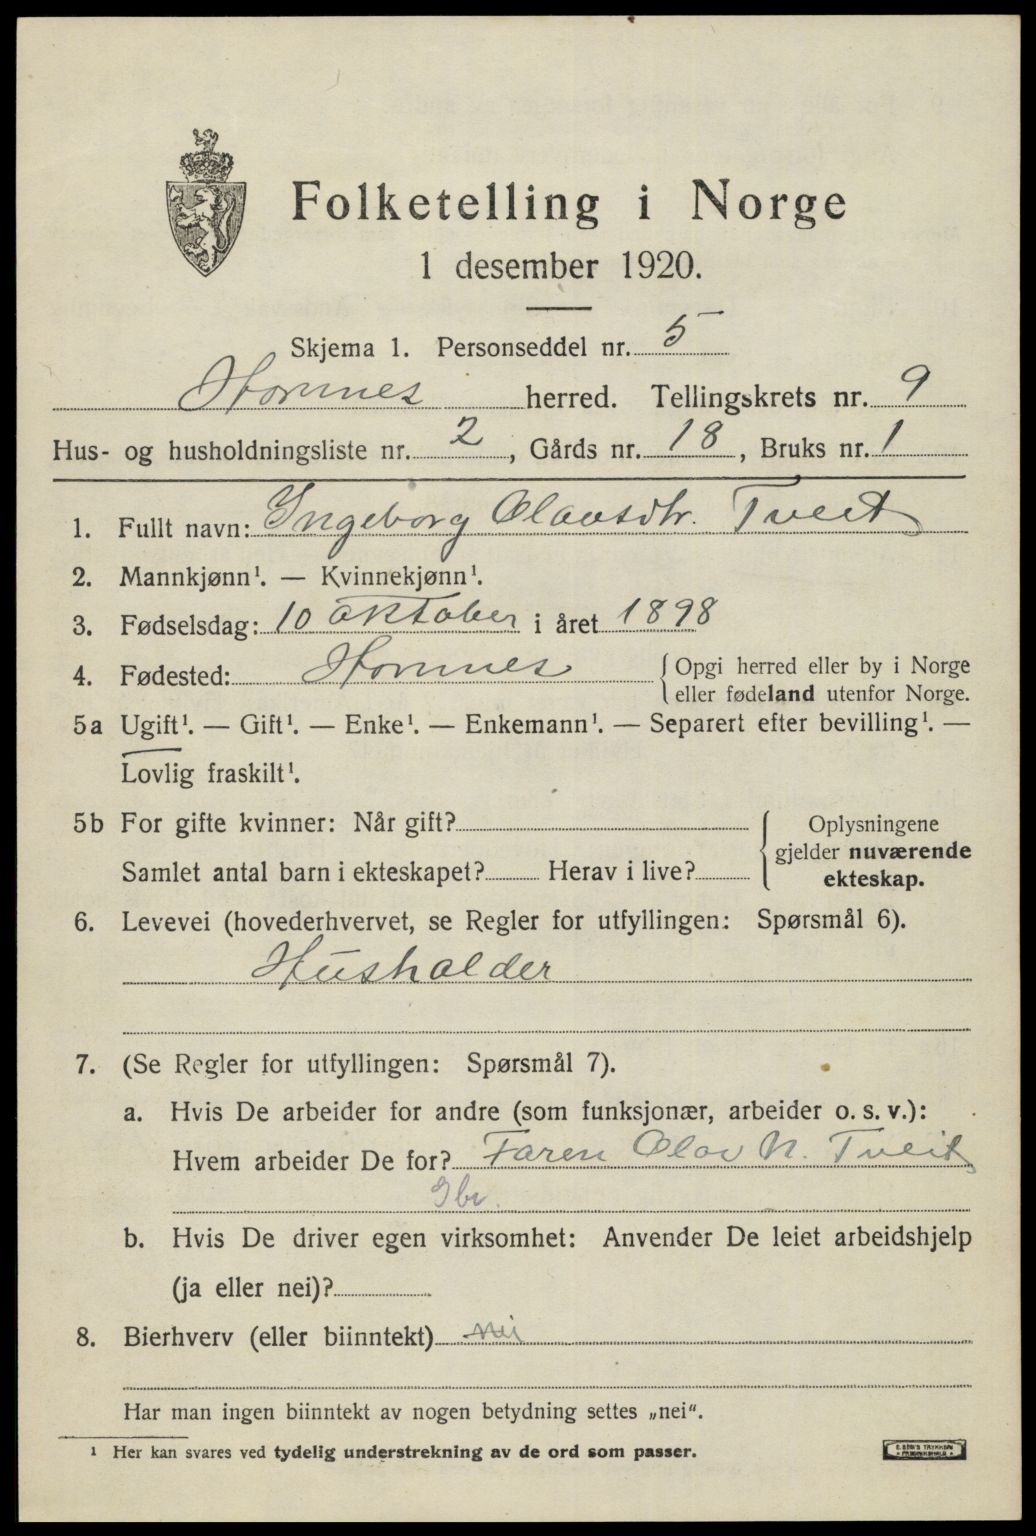 Folketelling i Norge
1 desember 1920.
Skjema 1. Personseddel nr. 5
Hornnes herred. Tellingskrets nr. 9
Hus- og husholdningsliste nr. 2, Gårds nr. 18, Bruks nr. 1
1. Fullt navn: Ingeborg Olavsdtr. Tveit
2. Mannkjønn¹. — Kvinnekjønn¹.
3. Fødselsdag: 10 oktober i året 1898
4. Fødested: Hornnes { Opgi herred eller by i Norge
eller fødeland utenfor Norge.
5a Ugift¹. — Gift¹. — Enke¹. — Enkemann¹. — Separert efter bevilling¹. —
Lovlig fraskilt¹.
5b For gifte kvinner: Når gift? { Oplysningene
gjelder nuværende
Samlet antal barn i ekteskapet? Herav i live? ekteskap.
6. Levevei (hovederhvervet, se Regler for utfyllingen: Spørsmål 6).
Husholder
7. (Se Regler for utfyllingen: Spørsmål 7).
a. Hvis De arbeider for andre (som funksjonær, arbeider o. s. v.):
Hvem arbeider De for? Faren Olav N. Tveit
Gbr.
b. Hvis De driver egen virksomhet: Anvender De leiet arbeidshjelp
(ja eller nei)?
8. Bierhverv (eller biinntekt) nei
Har man ingen biinntekt av nogen betydning settes „nei".
¹ Her kan svares ved tydelig understrekning av de ord som passer.